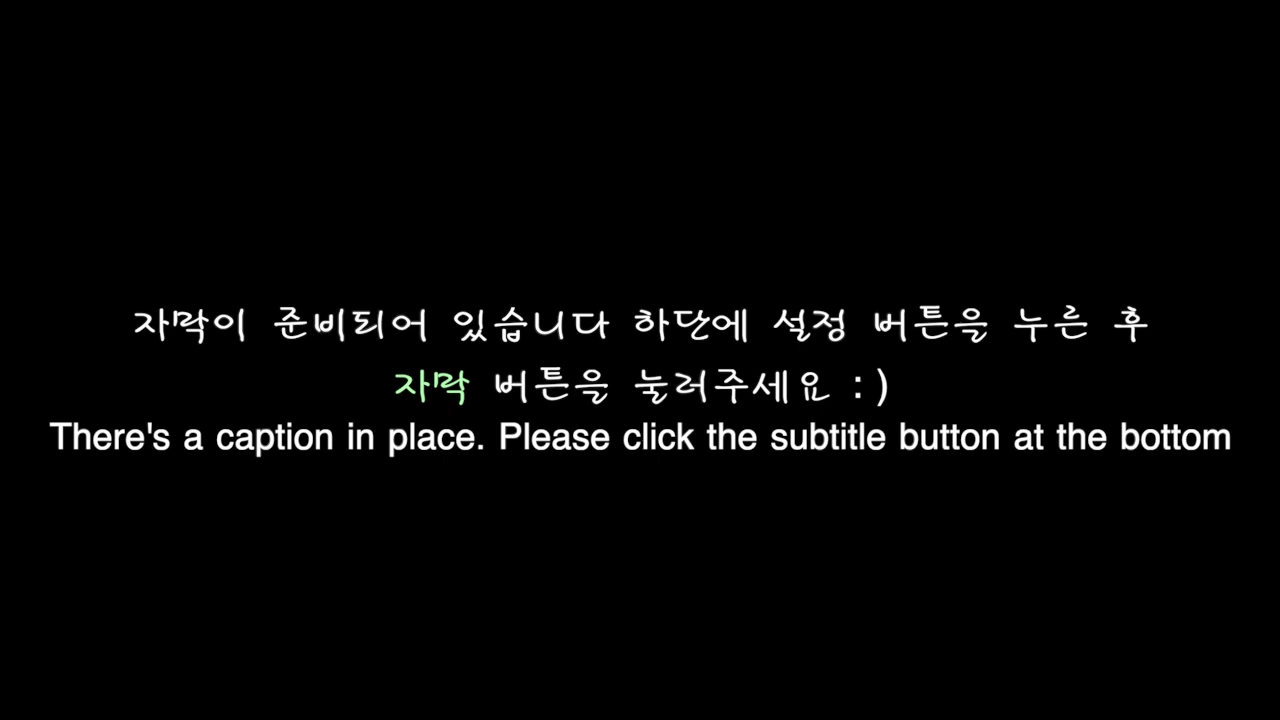 자막이 준비되어 있습니다 하단에 설정 버튼을 누른 후
자막 버튼을 눌러주세요 :)
There's a caption in place. Please click the subtitle button at the bottom